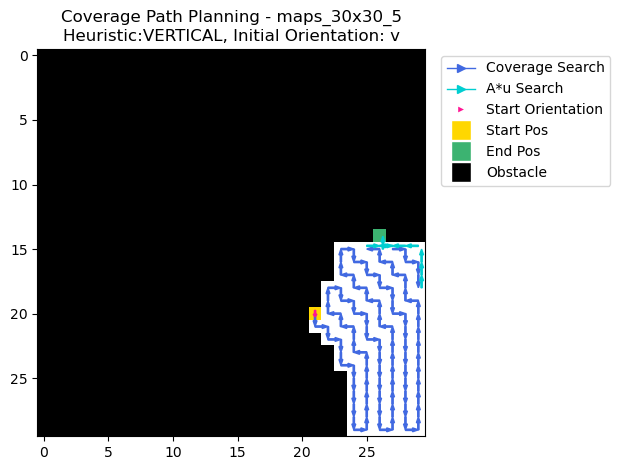 Coverage Path Planning - maps_30x30_5
Heuristic:VERTICAL, Initial Orientation: v
Coverage Search
A*u Search
Start Orientation
Start Pos
End Pos
Obstacle
0
5
10
15
20
25
0 5 10 15 20 25